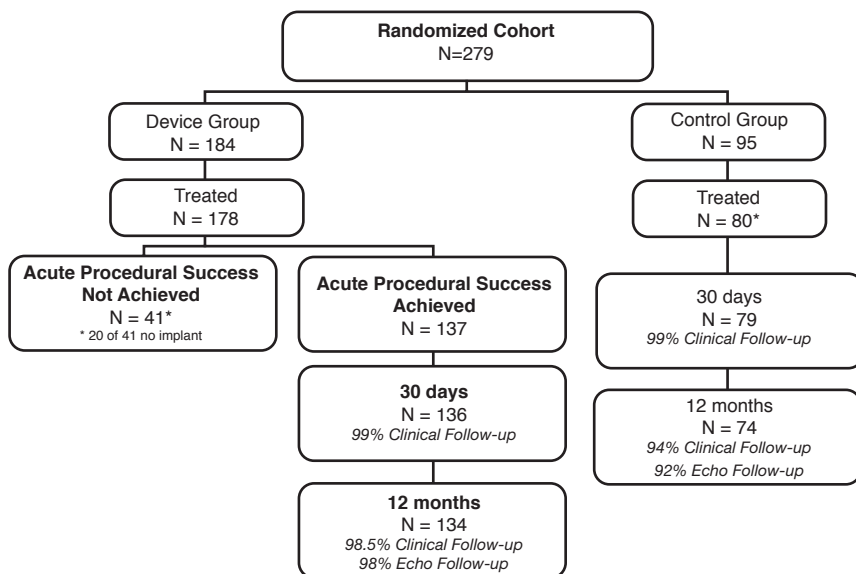 Randomized Cohort
N=279
Device Group
N = 184
Control Group
N = 95
Treated
N = 178
Treated
N = 80*
Acute Procedural Success
Not Achieved
N = 41*
* 20 of 41 no implant
Acute Procedural Success
Achieved
N = 137
30 days
N = 79
99% Clinical Follow-up
30 days
N = 136
99% Clinical Follow-up
12 months
N = 74
94% Clinical Follow-up
92% Echo Follow-up
12 months
N = 134
98.5% Clinical Follow-up
98% Echo Follow-up